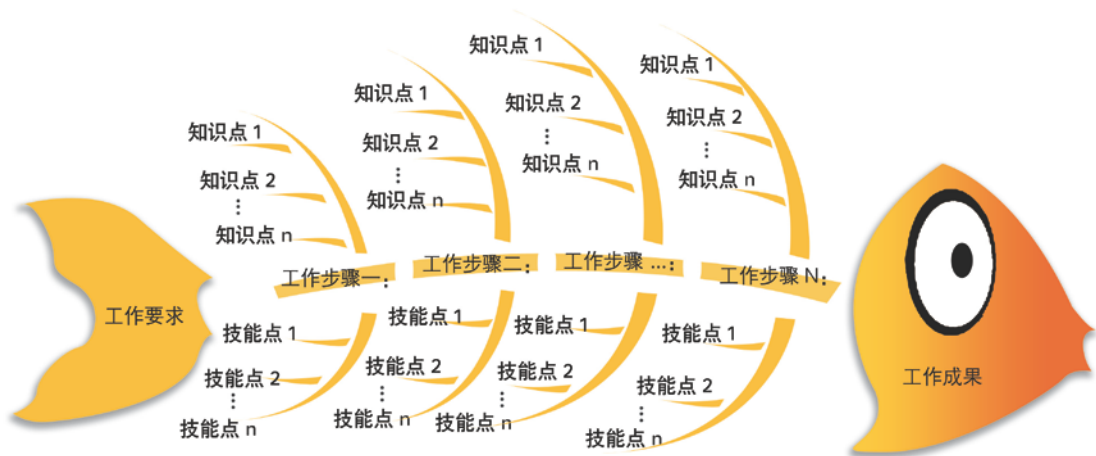 工作要求
知识点 1
知识点 2
⋮
知识点 n
工作步骤一：
技能点 1
技能点 2
⋮
技能点 n
知识点 1
知识点 2
⋮
知识点 n
工作步骤二：
技能点 1
技能点 2
⋮
技能点 n
知识点 1
知识点 2
⋮
知识点 n
工作步骤 ...：
技能点 1
技能点 2
⋮
技能点 n
知识点 1
知识点 2
⋮
知识点 n
工作步骤 N：
技能点 1
技能点 2
⋮
技能点 n
工作成果